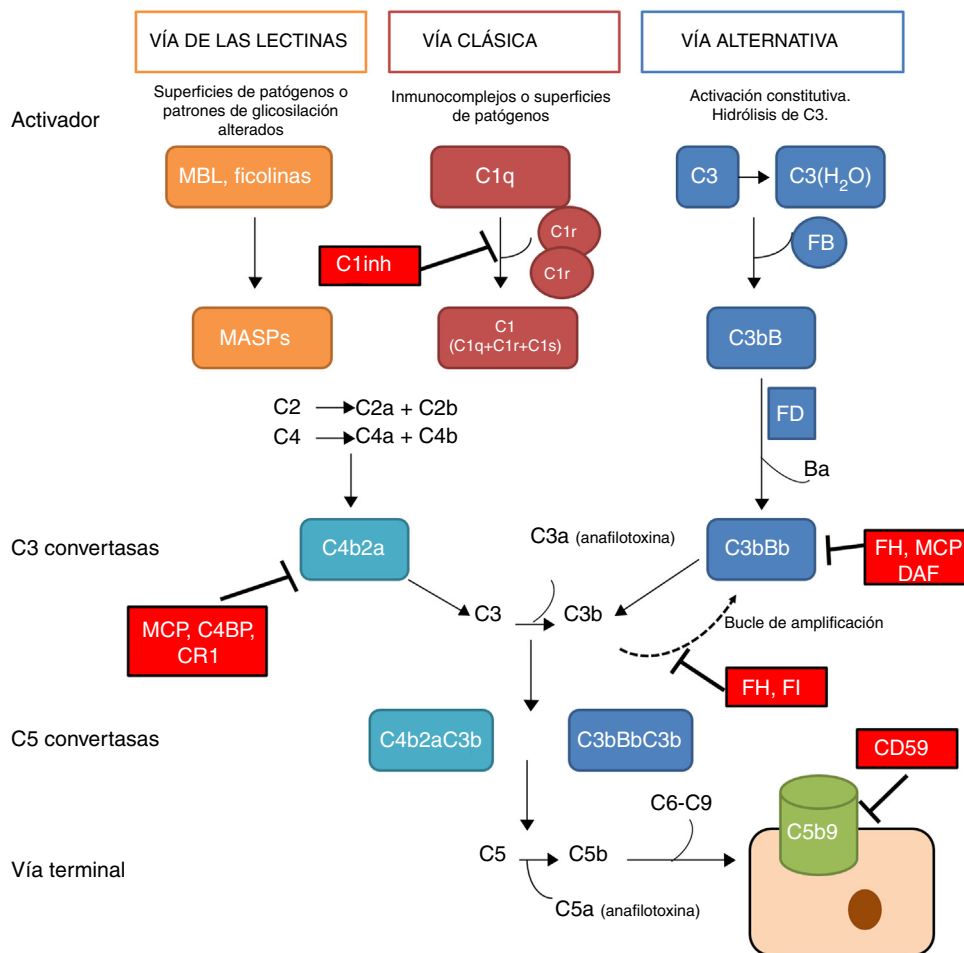 VÍA DE LAS LECTINAS
VÍA CLÁSICA
VÍA ALTERNATIVA
Activador
Superficies de patógenos o
patrones de glicosilación
alterados
Inmunocomplejos o superficies
de patógenos
Activación constitutiva.
Hidrólisis de C3.
MBL, ficolinas
C1q
C3
C3(H₂O)
C1r
C1r
FB
C1inh
MASPs
C1
(C1q+C1r+C1s)
C3bB
C2 C2a + C2b
C4 C4a + C4b
FD
Ba
C3 convertasas
C4b2a
C3a (anafilotoxina)
C3bBb
FH, MCP
DAF
MCP, C4BP,
CR1
C3
C3b
Bucle de amplificación
FH, FI
C5 convertasas
C4b2aC3b
C3bBbC3b
CD59
C6-C9
C5b9
Vía terminal
C5
C5b
C5a (anafilotoxina)